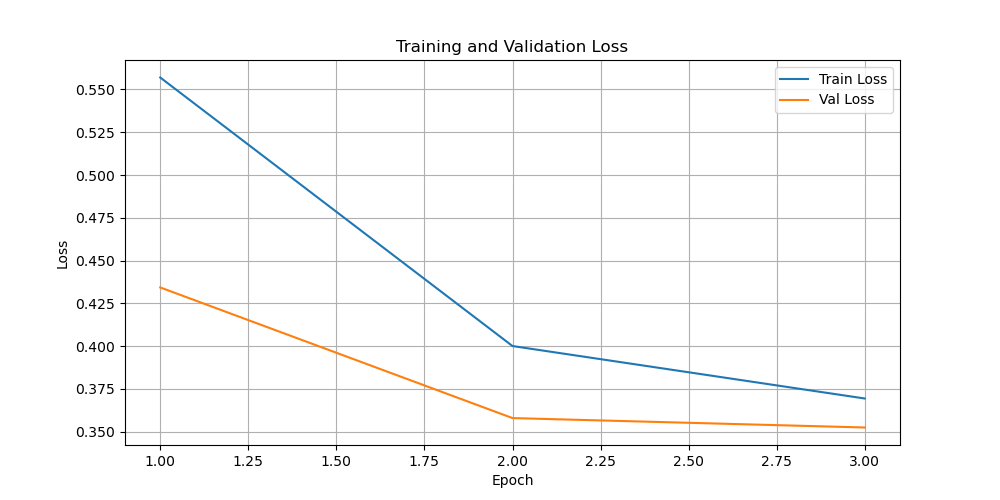 Training and Validation Loss
Train Loss
Val Loss
0.550
0.525
0.500
0.475
0.450
0.425
0.400
0.375
0.350
Loss
1.00 1.25 1.50 1.75 2.00 2.25 2.50 2.75 3.00
Epoch